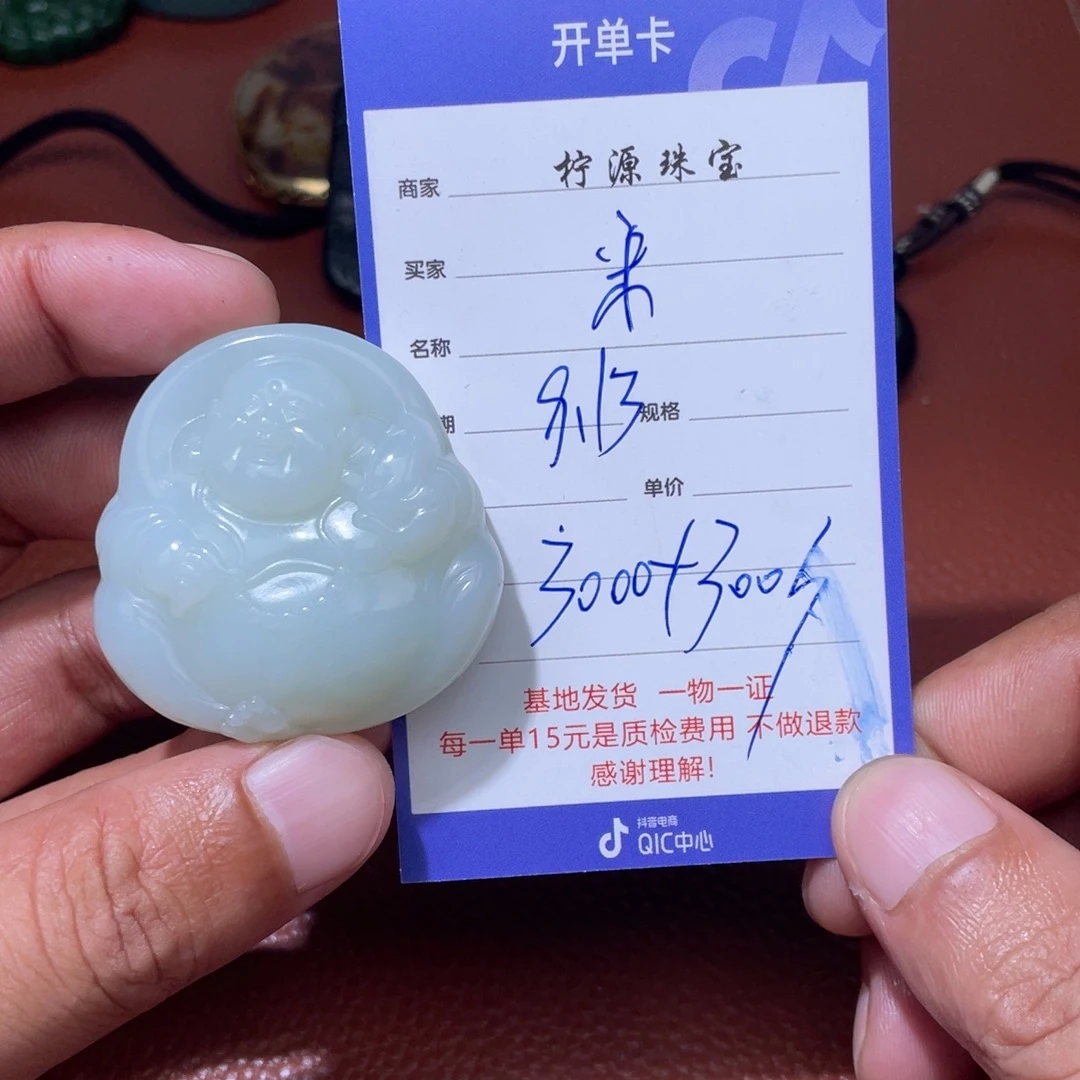 开单卡
商家 柠源珠宝
买家 米
名称
期 9.13 规格
单价
3000+300
基地发货 一物一证
每一单15元是质检费用 不做退款
感谢理解!
抖音电商
QIC中心